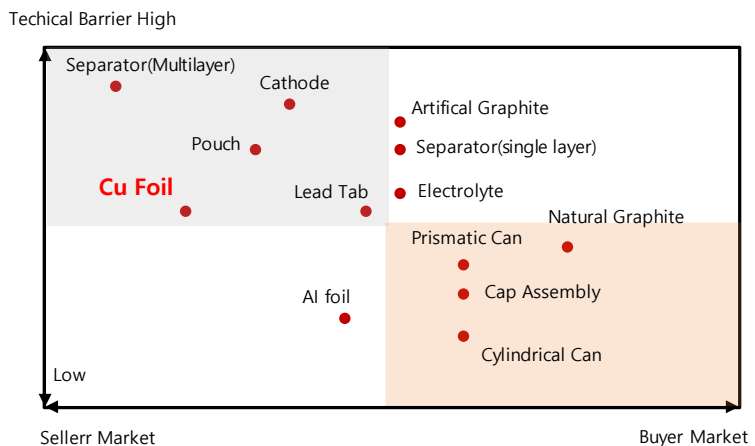 Techical Barrier High
Separator(Multilayer)
Cathode
Artifical Graphite
Pouch
Separator(single layer)
Cu Foil
Lead Tab
Electrolyte
Natural Graphite
Prismatic Can
AI foil
Cap Assembly
Cylindrical Can
Low
Sellerr Market
Buyer Market